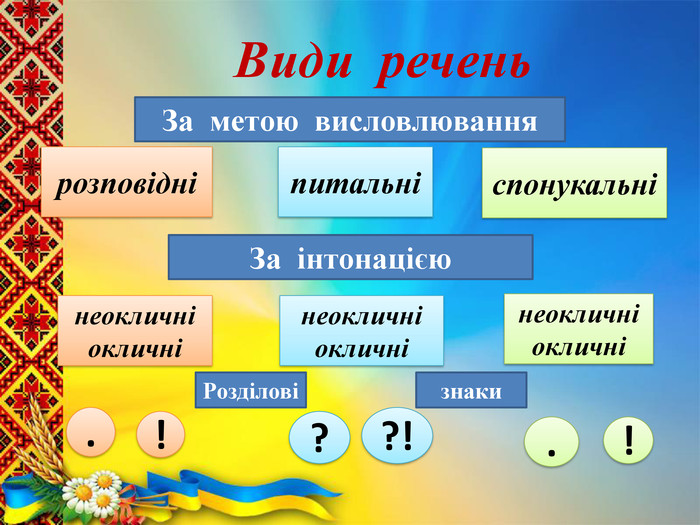 Види речень
За метою висловлювання
розповідні
питальні
спонукальні
За інтонацією
неокличні
окличні
неокличні
окличні
неокличні
окличні
Розділові
знаки
.
!
?
?!
.
!